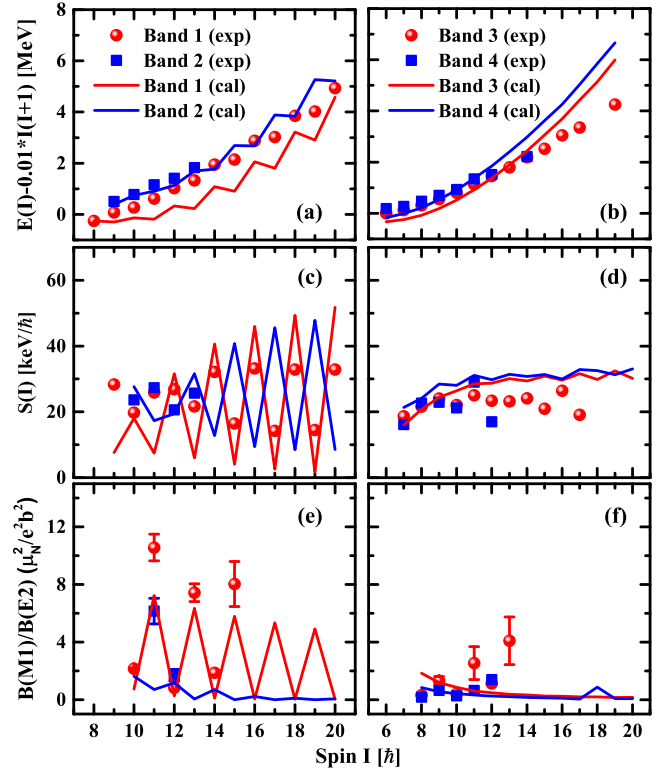 8
6
4
2
0
E(I)-0.01*I(I+1) [MeV]
Band 1 (exp)
Band 2 (exp)
Band 1 (cal)
Band 2 (cal)
(a)
Band 3 (exp)
Band 4 (exp)
Band 3 (cal)
Band 4 (cal)
(b)
60
40
20
0
S(I) [keV/ℏ]
(c)
(d)
12
8
4
0
B(M1)/B(E2) (μ_N^2/e^2b^2)
(e)
(f)
8 10 12 14 16 18 20
6 8 10 12 14 16 18 20
Spin I [ℏ]